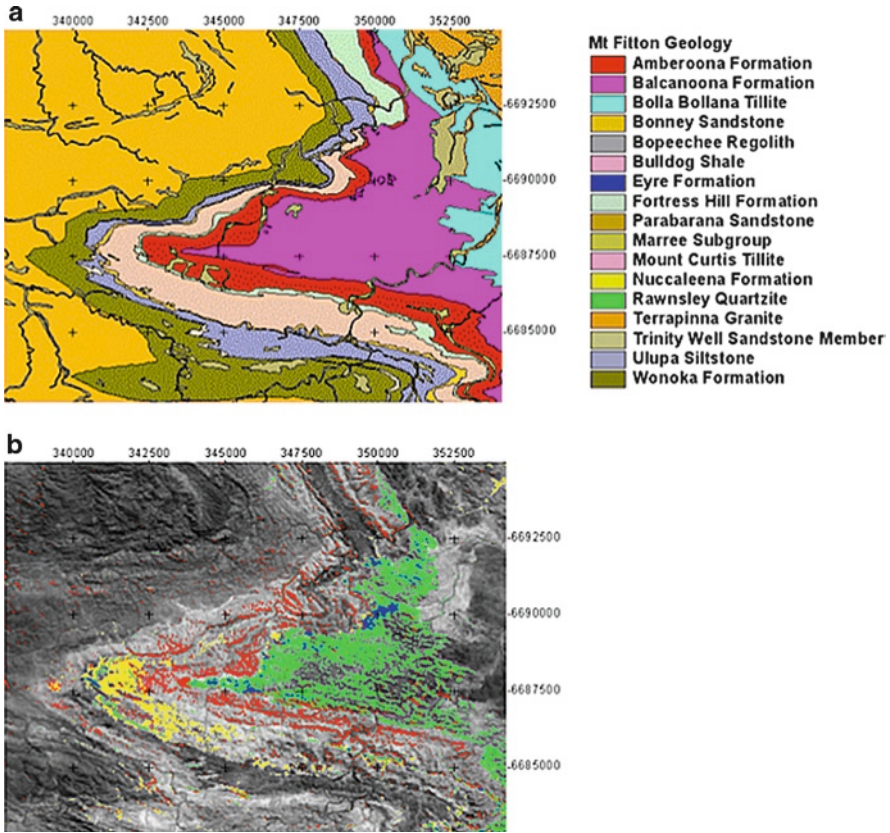 a
340000 342500 345000 347500 350000 352500
6692500
6690000
6687500
6685000
Mt Fitton Geology
Amberoona Formation
Balcanoona Formation
Bolla Bollana Tillite
Bonney Sandstone
Bopeechee Regolith
Bulldog Shale
Eyre Formation
Fortress Hill Formation
Parabarana Sandstone
Marree Subgroup
Mount Curtis Tillite
Nuccaleena Formation
Rawnsley Quartzite
Terrapinna Granite
Trinity Well Sandstone Member
Ulupa Siltstone
Wonoka Formation
b
340000 342500 345000 347500 350000 352500
6692500
6690000
6687500
6685000